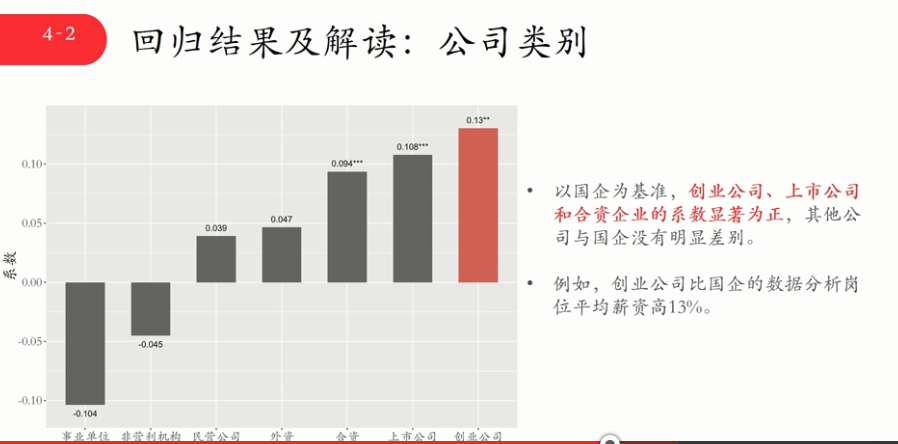 4-2
回归结果及解读：公司类别
系数
0.10
0.05
0.00
-0.05
-0.10
-0.104
-0.045
0.039
0.047
0.094***
0.108***
0.13**
事业单位 非营利机构 民营公司 外资 合资 上市公司 创业公司
• 以国企为基准，创业公司、上市公司
和合资企业的系数显著为正，其他公
司与国企没有明显差别。
• 例如，创业公司比国企的数据分析岗
位平均薪资高13%。